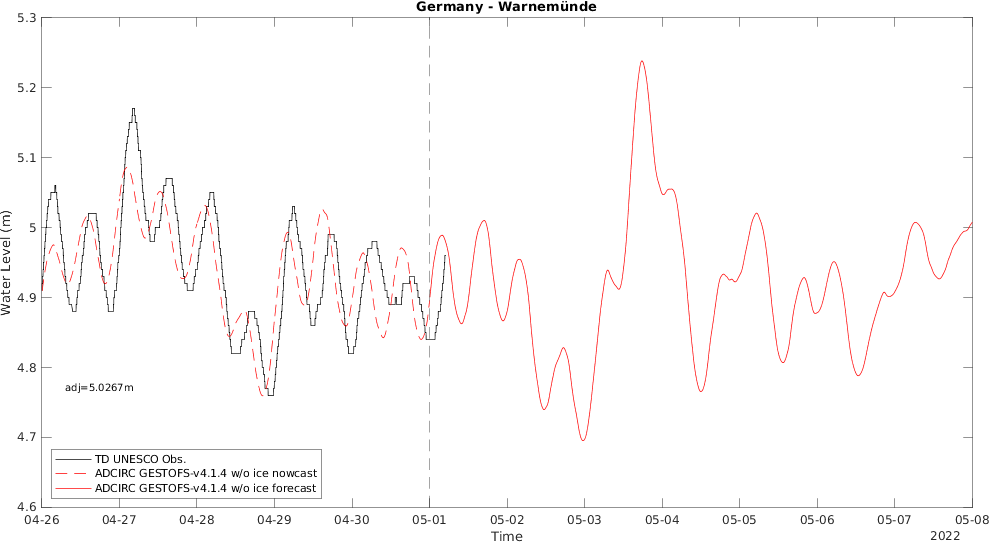 Germany - Warnemünde
Water Level (m)
5.3
5.2
5.1
5
4.9
4.8
4.7
4.6
adj=5.0267m
TD UNESCO Obs.
ADCIRC GESTOFS-v4.1.4 w/o ice nowcast
ADCIRC GESTOFS-v4.1.4 w/o ice forecast
04-26 04-27 04-28 04-29 04-30 05-01 05-02 05-03 05-04 05-05 05-06 05-07 05-08
Time
2022